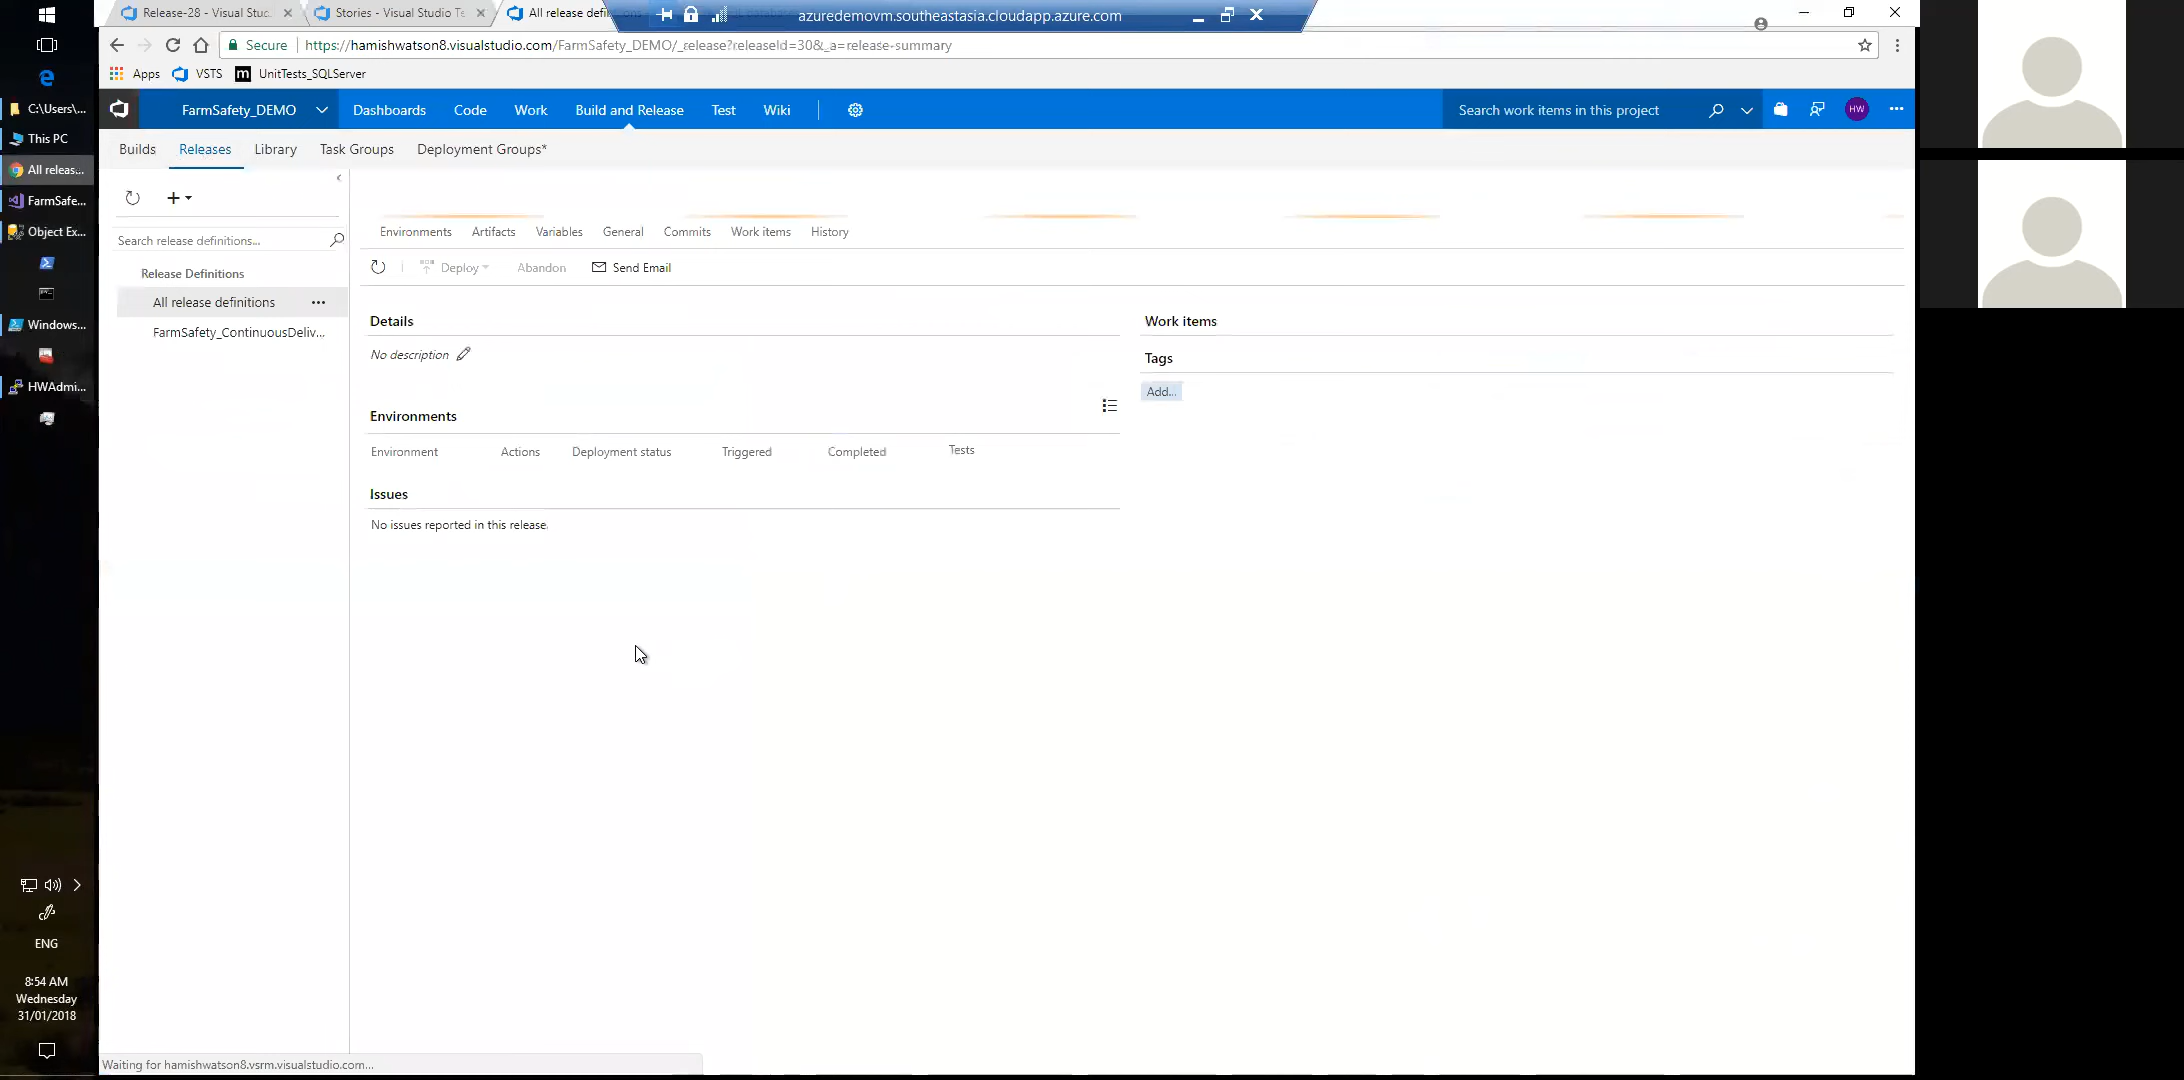 Release-28 - Visual Stuc
Stories - Visual Studio Te
All release defi
azuredemovm.southeastasia.cloudapp.azure.com
Secure
https://hamishwatson8.visualstudio.com/FarmSafety_DEMO/_release?releaseId=30&_a=release-summary
Apps
VSTS
m
UnitTests_SQLServer
FarmSafety_DEMO
Dashboards
Code
Work
Build and Release
Test
Wiki
Search work items in this project
HW
Builds
Releases
Library
Task Groups
Deployment Groups*
Search release definitions...
Release Definitions
All release definitions
FarmSafety_ContinuousDeliv...
Environments
Artifacts
Variables
General
Commits
Work items
History
Deploy
Abandon
Send Email
Details
No description
Work items
Tags
Add...
Environments
Environment
Actions
Deployment status
Triggered
Completed
Tests
Issues
No issues reported in this release.
C:\Users\...
This PC
All releas...
FarmSafe...
Object Ex...
Windows...
HWAdmi...
ENG
8:54 AM
Wednesday
31/01/2018
Waiting for hamishwatson8.vsrm.visualstudio.com...